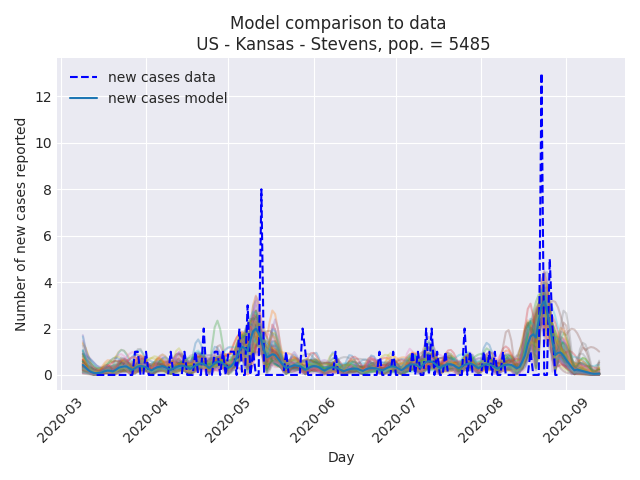 Model comparison to data
US - Kansas - Stevens, pop. = 5485
new cases data
new cases model
Number of new cases reported
12
10
8
6
4
2
0
2020-03
2020-04
2020-05
2020-06
2020-07
2020-08
2020-09
Day